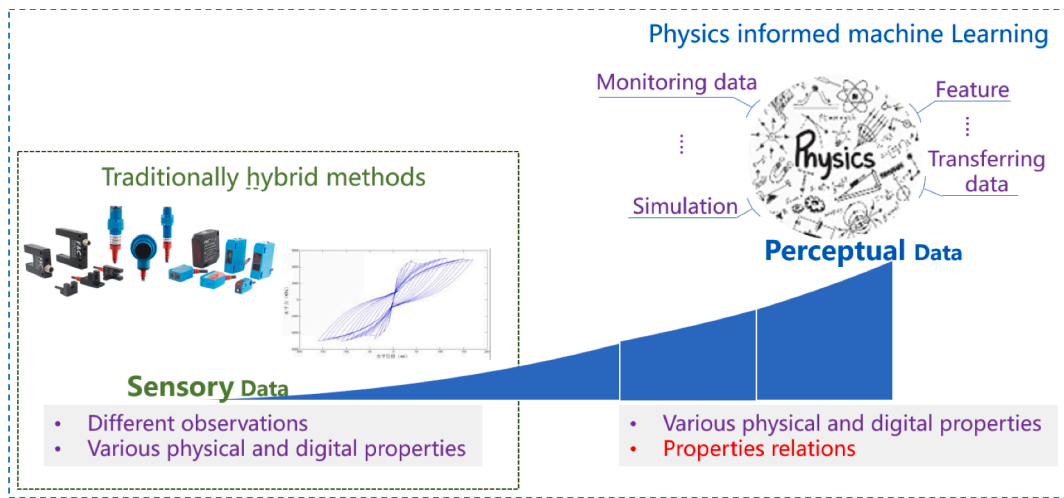 Physics informed machine Learning
Monitoring data
Feature
Physics
Transferring
data
Simulation
Perceptual Data
Traditionally hybrid methods
Sensory Data
• Different observations
• Various physical and digital properties
• Various physical and digital properties
• Properties relations